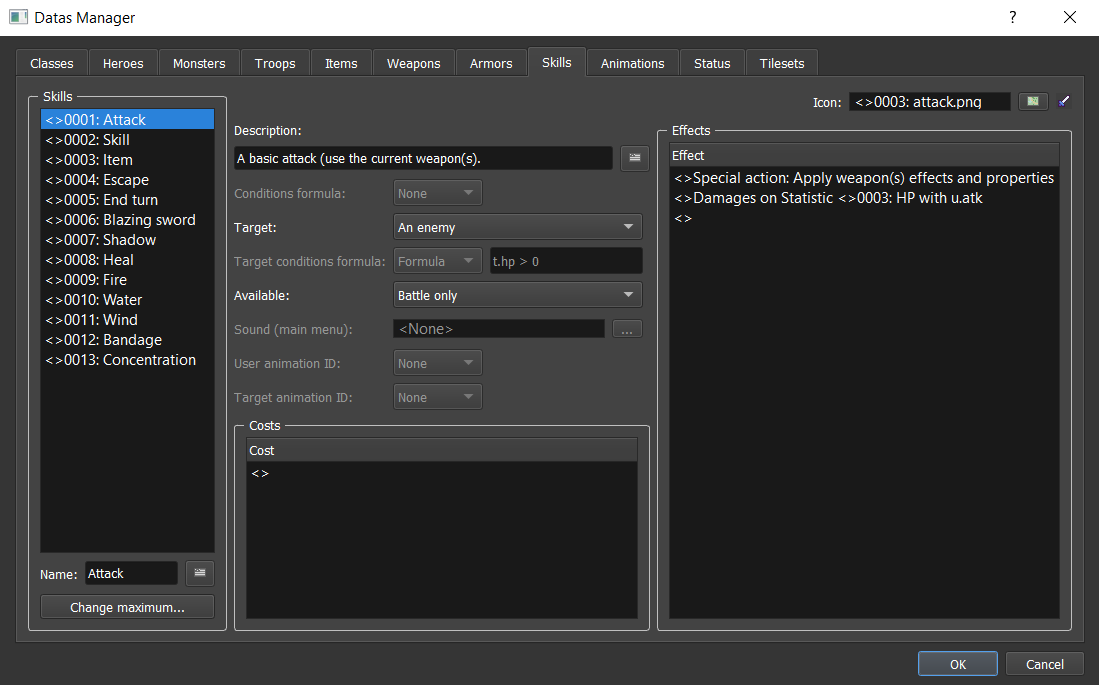 Datas Manager
Classes Heroes Monsters Troops Items Weapons Armors Skills Animations Status Tilesets
Skills
<>0001: Attack
<>0002: Skill
<>0003: Item
<>0004: Escape
<>0005: End turn
<>0006: Blazing sword
<>0007: Shadow
<>0008: Heal
<>0009: Fire
<>0010: Water
<>0011: Wind
<>0012: Bandage
<>0013: Concentration
Name: Attack
Change maximum...
Icon: <>0003: attack.png
Description:
A basic attack (use the current weapon(s).
Conditions formula: None
Target: An enemy
Target conditions formula: Formula t.hp > 0
Available: Battle only
Sound (main menu): <None> ...
User animation ID: None
Target animation ID: None
Costs
Cost
<>
Effects
Effect
<>Special action: Apply weapon(s) effects and properties
<>Damages on Statistic <>0003: HP with u.atk
<>
OK Cancel